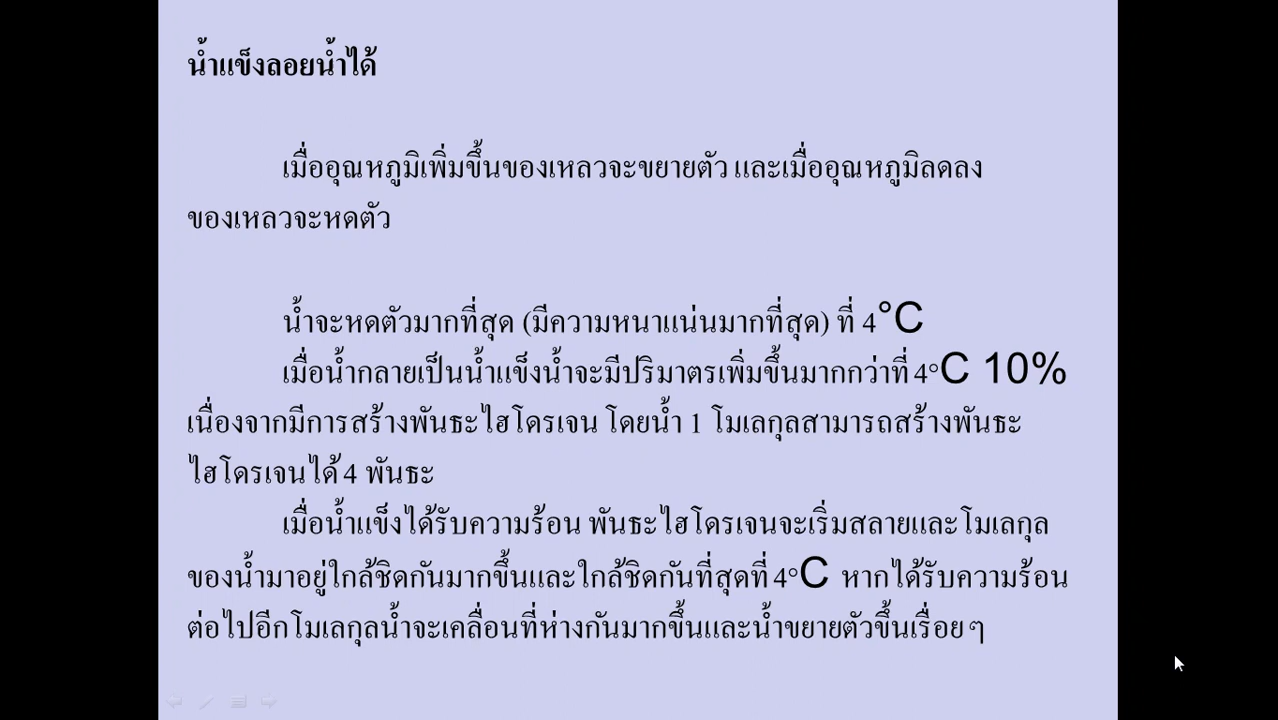 น้ำแข็งลอยน้ำได้
เมื่ออุณหภูมิเพิ่มขึ้นของเหลวจะขยายตัว และเมื่ออุณหภูมิลดลง
ของเหลวจะหดตัว
น้ำจะหดตัวมากที่สุด (มีความหนาแน่นมากที่สุด) ที่ 4°C
เมื่อน้ำกลายเป็นน้ำแข็งน้ำจะมีปริมาตรเพิ่มขึ้นมากกว่าที่ 4°C 10%
เนื่องจากมีการสร้างพันธะไฮโดรเจน โดยน้ำ 1 โมเลกุลสามารถสร้างพันธะ
ไฮโดรเจนได้ 4 พันธะ
เมื่อน้ำแข็งได้รับความร้อน พันธะไฮโดรเจนจะเริ่มสลายและโมเลกุล
ของน้ำมาอยู่ใกล้ชิดกันมากขึ้นและใกล้ชิดกันที่สุดที่ 4°C หากได้รับความร้อน
ต่อไปอีกโมเลกุลน้ำจะเคลื่อนที่ห่างกันมากขึ้นและน้ำขยายตัวขึ้นเรื่อยๆ